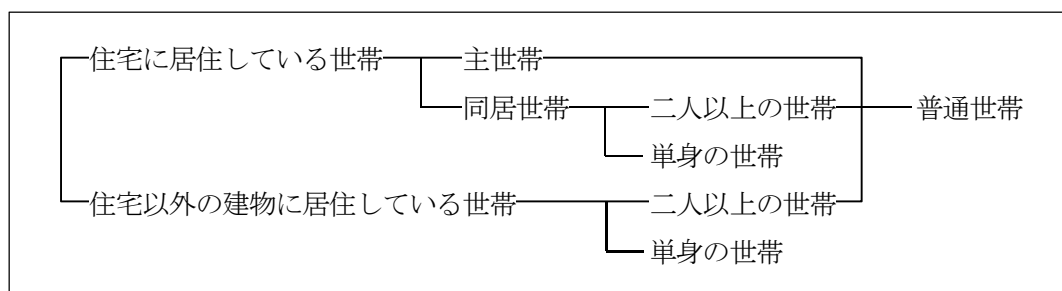 住宅に居住している世帯 主世帯
同居世帯 二人以上の世帯 普通世帯
単身の世帯
住宅以外の建物に居住している世帯 二人以上の世帯
単身の世帯